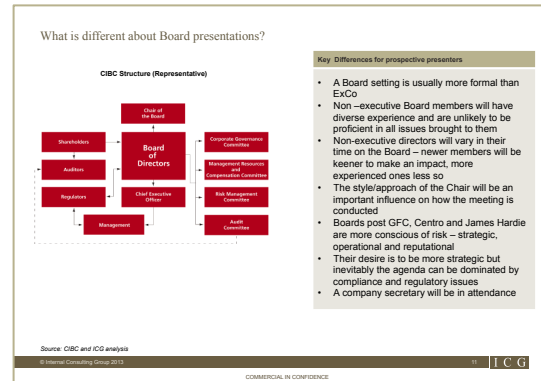 What is different about Board presentations?
CIBC Structure (Representative)
Chair of
the Board
Shareholders
Board
of
Directors
Corporate Governance
Committee
Auditors
Management Resources
and
Compensation Committee
Regulators
Chief Executive
Officer
Risk Management
Committee
Management
Audit
Committee
Key Differences for prospective presenters
• A Board setting is usually more formal than
ExCo
• Non –executive Board members will have
diverse experience and are unlikely to be
proficient in all issues brought to them
• Non-executive directors will vary in their
time on the Board – newer members will be
keener to make an impact, more
experienced ones less so
• The style/approach of the Chair will be an
important influence on how the meeting is
conducted
• Boards post GFC, Centro and James Hardie
are more conscious of risk – strategic,
operational and reputational
• Their desire is to be more strategic but
inevitably the agenda can be dominated by
compliance and regulatory issues
• A company secretary will be in attendance
Source: CIBC and ICG analysis
© Internal Consulting Group 2013
11
I C G
COMMERCIAL IN CONFIDENCE